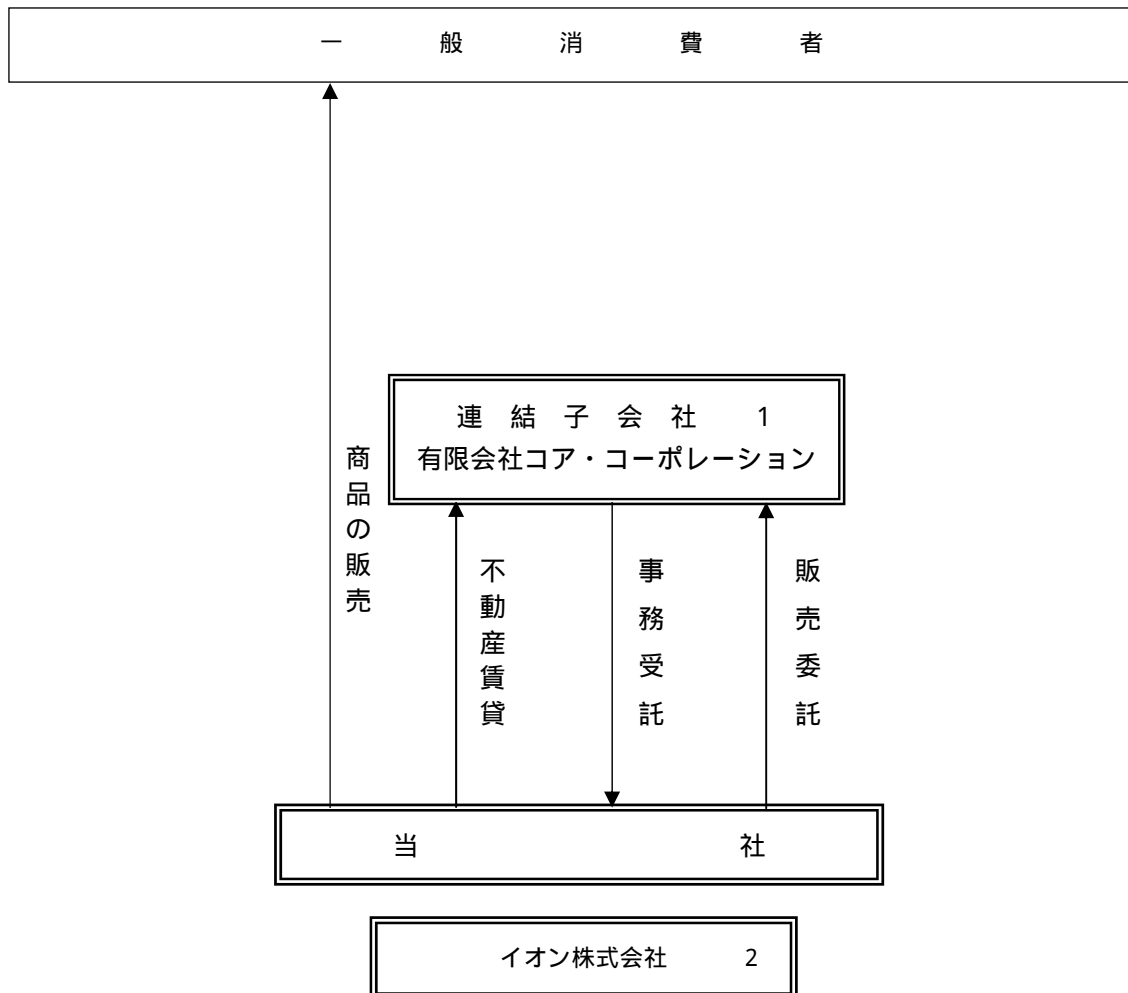 一般消費者
連結子会社 1
有限会社コア・コーポレーション
商品の販売
不動産賃貸
事務受託
販売委託
当社
イオン株式会社 2